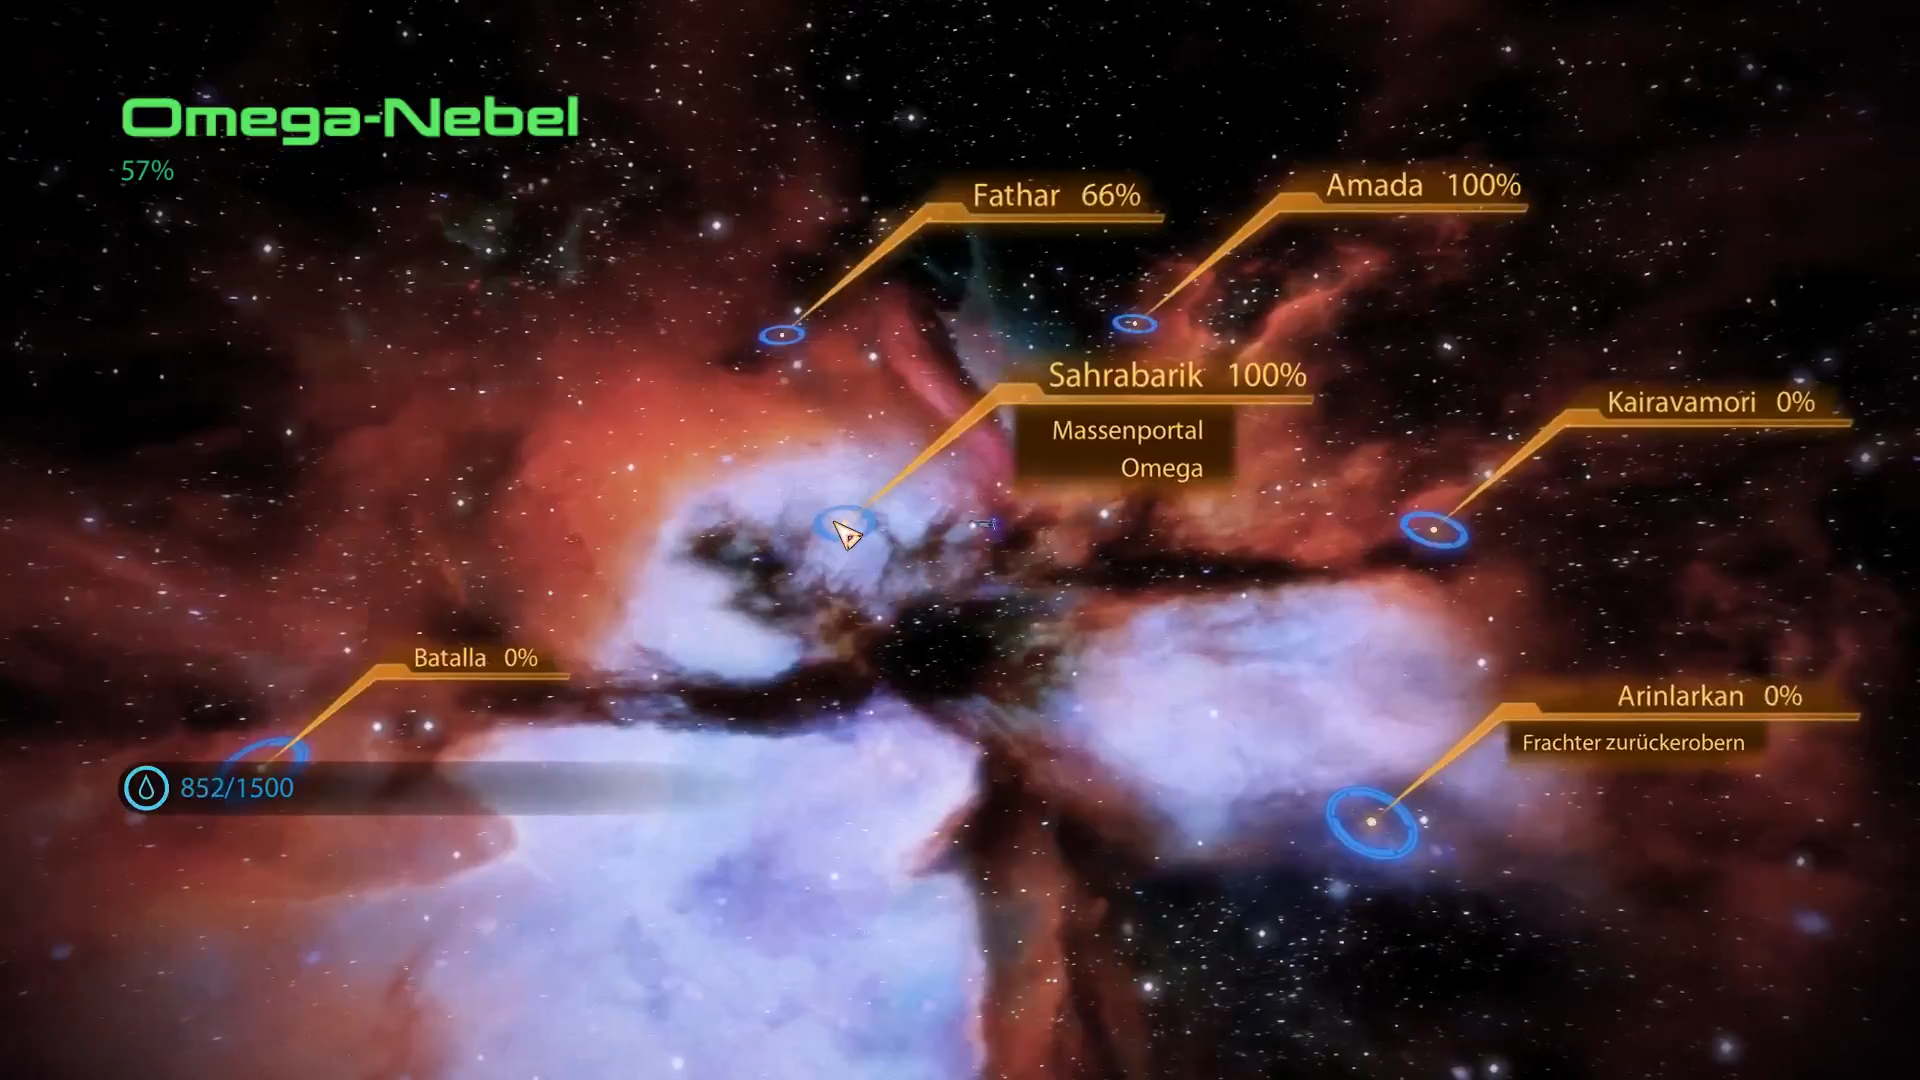 Omega-Nebel
57%
Fathar 66%
Amada 100%
Sahrabarik 100%
Massenportal
Omega
Kairavamori 0%
Batalla 0%
Arinlarkan 0%
Frachter zurückerobern
852/1500